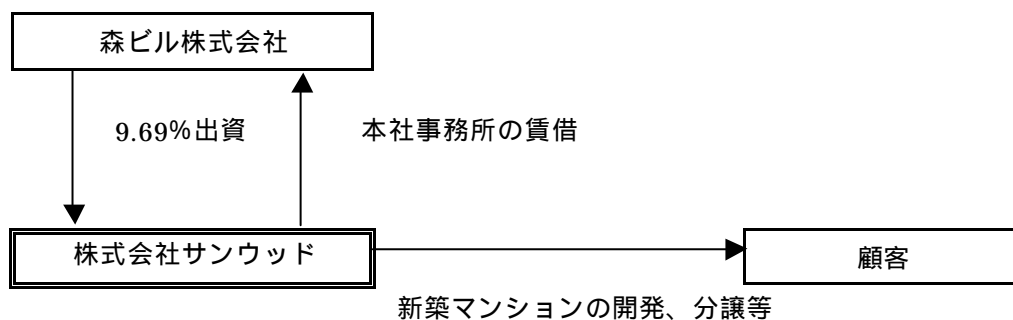 森ビル株式会社
9.69%出資
本社事務所の賃借
株式会社サンウッド
顧客
新築マンションの開発、分譲等